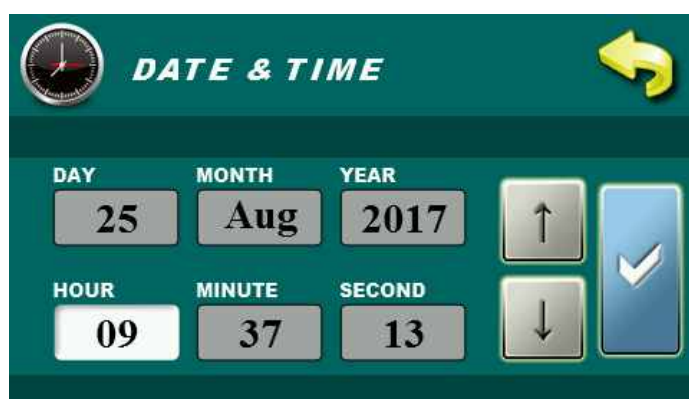 DATE & TIME
DAY MONTH YEAR
25 Aug 2017
HOUR MINUTE SECOND
09 37 13